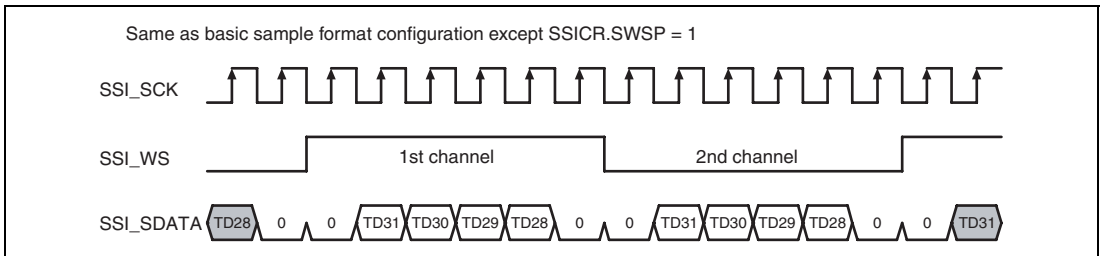 Same as basic sample format configuration except SSICR.SWSP = 1
SSI_SCK
SSI_WS 1st channel 2nd channel
SSI_SDATA TD28 0 0 TD31 TD30 TD29 TD28 0 0 TD31 TD30 TD29 TD28 0 0 TD31